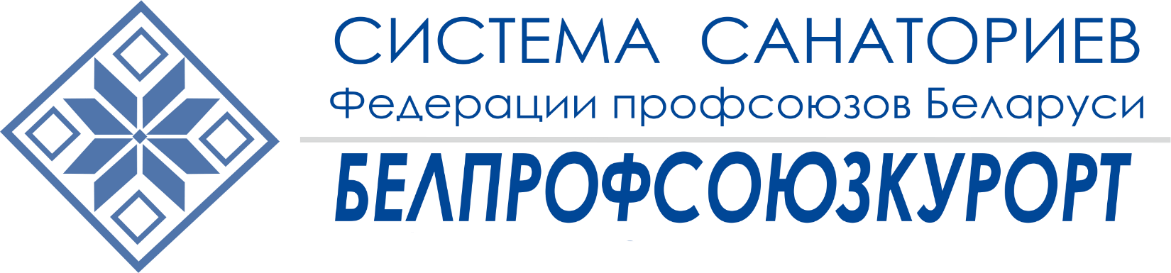 СИСТЕМА САНАТОРИЕВ
Федерации профсоюзов Беларуси
БЕЛПРОФСОЮЗКУРОРТ